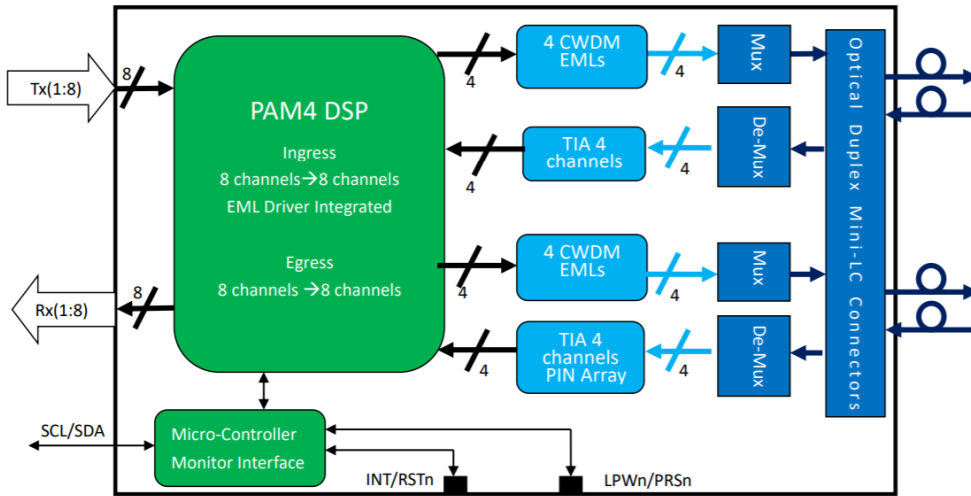 Tx(1:8)
8
PAM4 DSP
Ingress
8 channels→8 channels
EML Driver Integrated
Egress
8 channels →8 channels
Rx(1:8)
8
4
4 CWDM
EMLs
4
Mux
4
TIA 4
channels
4
De-Mux
4
4 CWDM
EMLs
4
Mux
4
TIA 4
channels
PIN Array
4
De-Mux
Optical Duplex Mini-LC Connectors
SCL/SDA
Micro-Controller
Monitor Interface
INT/RSTn
LPWn/PRSn